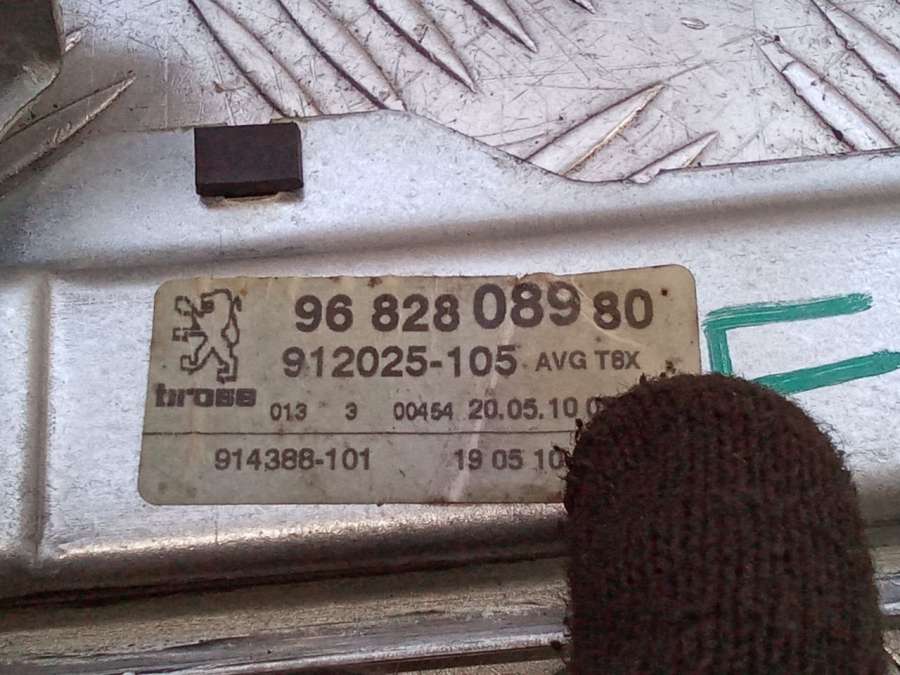 96 828 089 80
912025-105 AVG T8X
brose
013 3 00454 20.05.10
914388-101 19 05 10